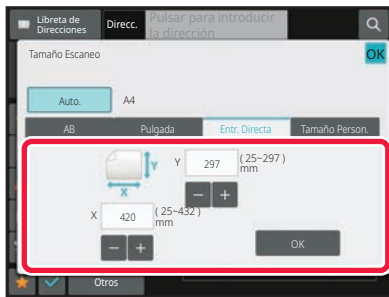 Libreta de
Direcciones
Direcc.
Pulsar para introducir
la dirección
Tamaño Escaneo
OK
Auto.
A4
AB
Pulgada
Entr. Directa
Tamaño Person.
Y
Y
297
( 25~297 )
mm
X
X
420
( 25~432 )
mm
OK
Otros